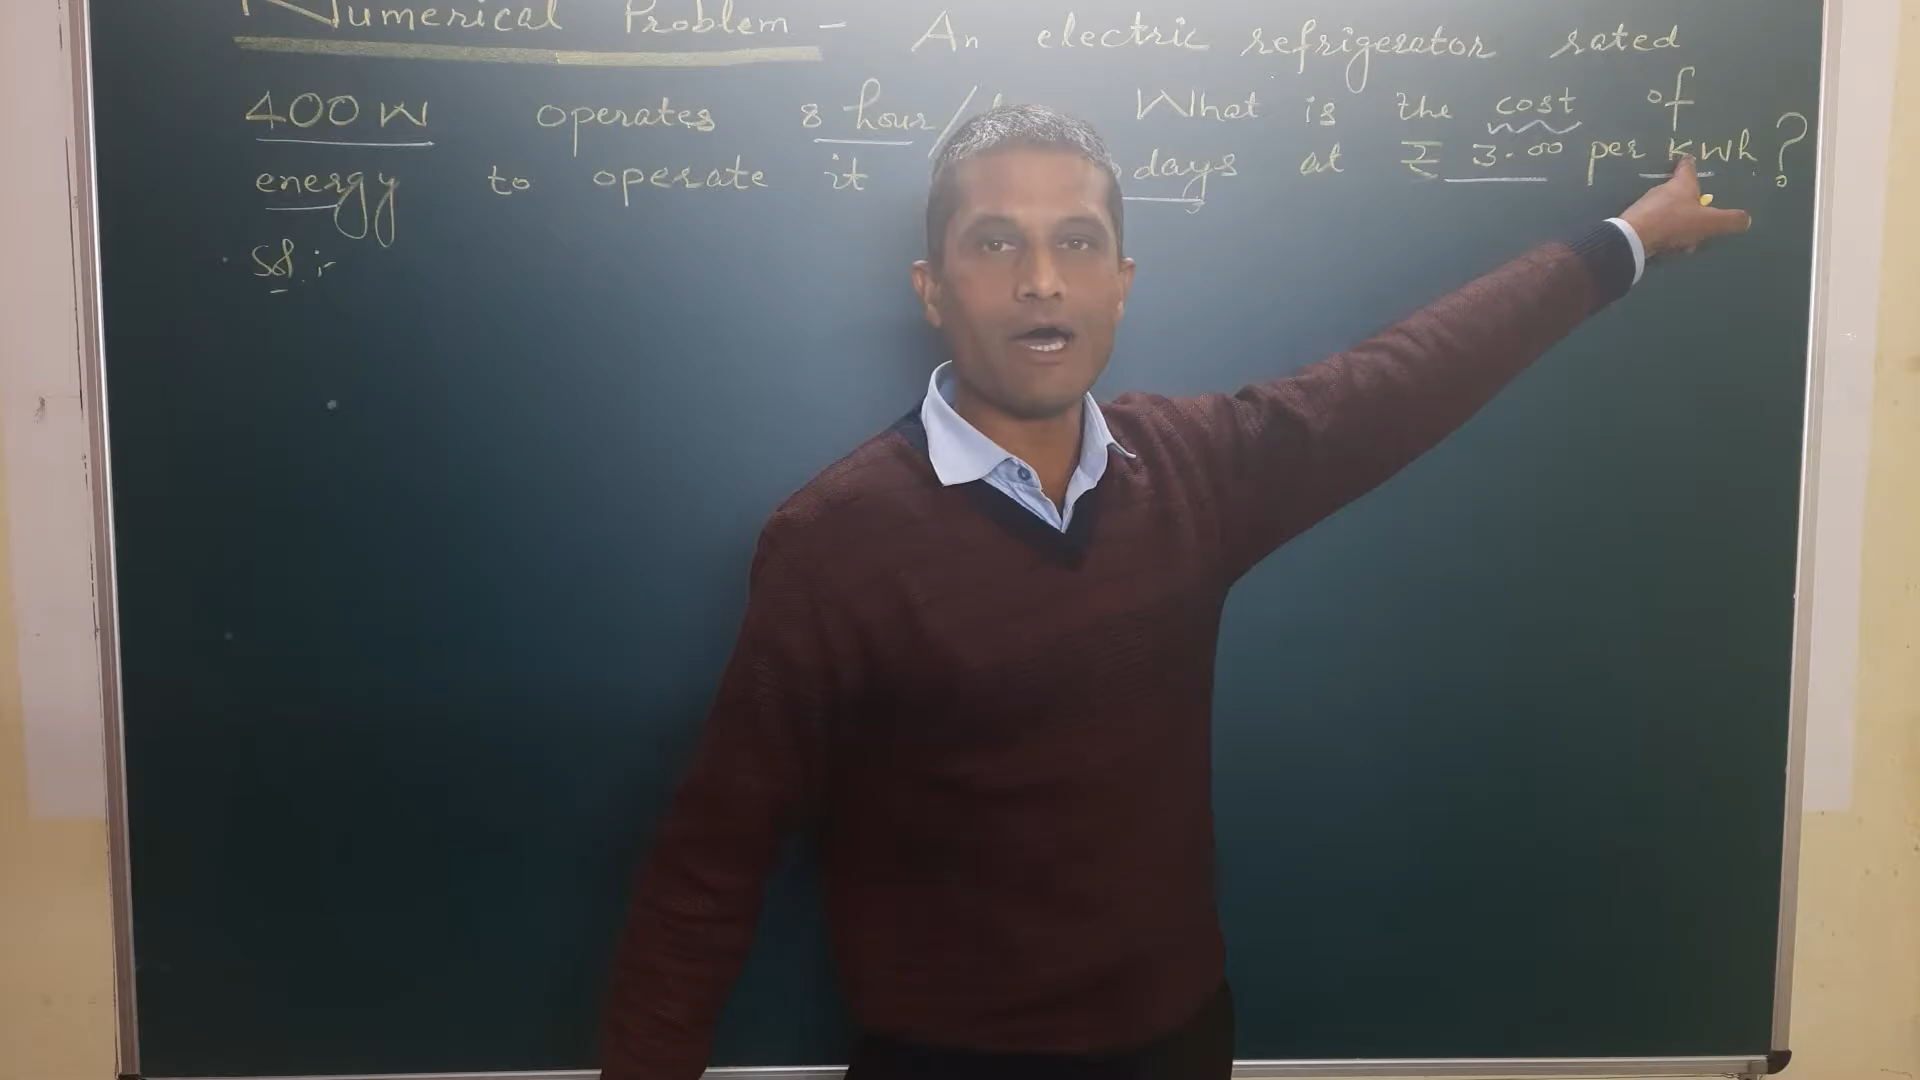 Numerical Problem - An electric refrigerator rated
400 W operates 8 hour/ What is the cost of
energy to operate it days at ₹ 3.00 per KWh ?
Sol :-